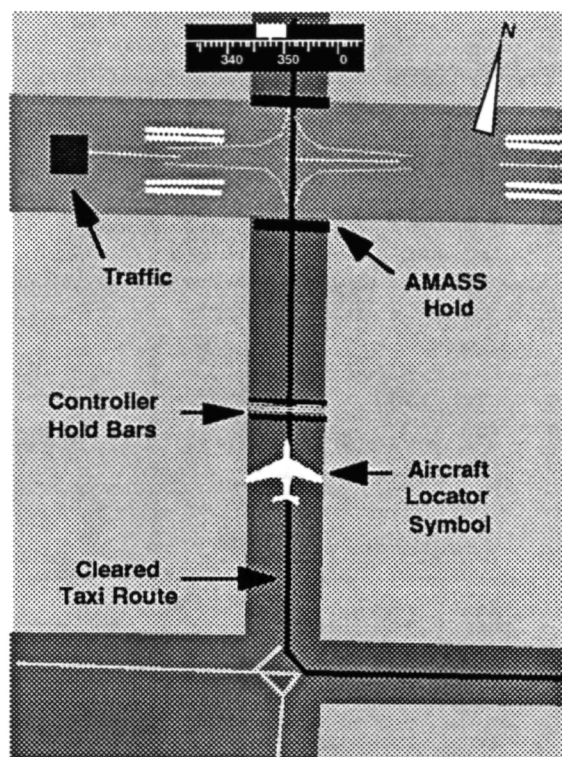 N
340 350 0
Traffic
AMASS
Hold
Controller
Hold Bars
Aircraft
Locator
Symbol
Cleared
Taxi Route